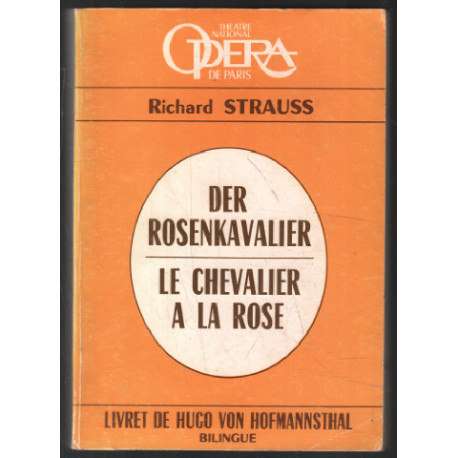 THEATRE
NATIONAL
OPERA
DE PARIS
Richard STRAUSS
DER
ROSENKAVALIER
LE CHEVALIER
A LA ROSE
LIVRET DE HUGO VON HOFMANNSTHAL
BILINGUE